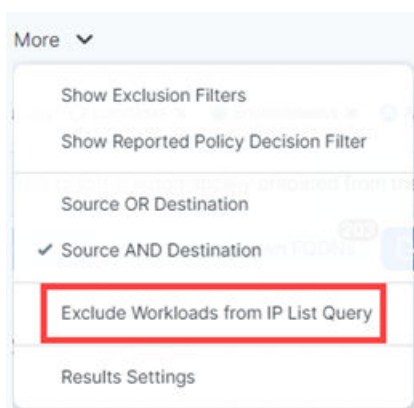 More
Show Exclusion Filters
Show Reported Policy Decision Filter
Source OR Destination
Source AND Destination
Exclude Workloads from IP List Query
Results Settings